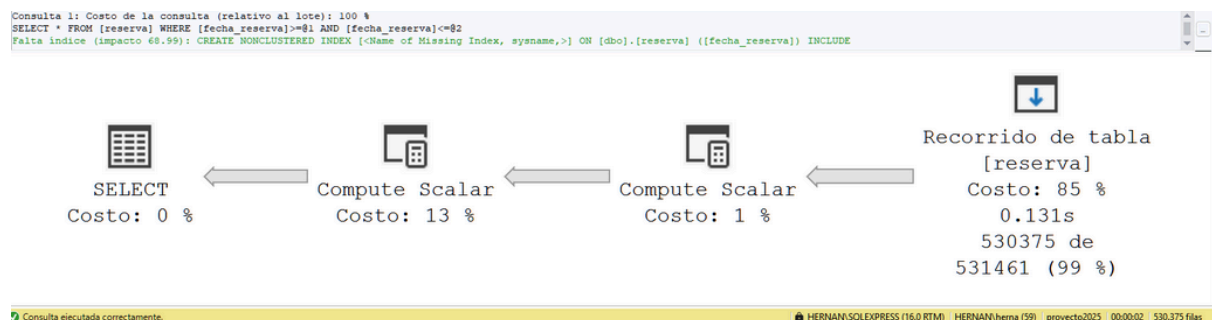 Consulta 1: Costo de la consulta (relativo al lote): 100 %
SELECT * FROM [reserva] WHERE [fecha_reserva]>=@1 AND [fecha_reserva]<=@2
Falta índice (impacto 68.99): CREATE NONCLUSTERED INDEX [<Name of Missing Index, sysname,>] ON [dbo].[reserva] ([fecha_reserva]) INCLUDE
SELECT
Costo: 0 %
Compute Scalar
Costo: 13 %
Compute Scalar
Costo: 1 %
Recorrido de tabla
[reserva]
Costo: 85 %
0.131s
530375 de
531461 (99 %)
Consulta ejecutada correctamente.
HERNAN\SQLEXPRESS (16.0 RTM) HERNAN\herna (59) proyecto2025 00:00:02 530.375 filas